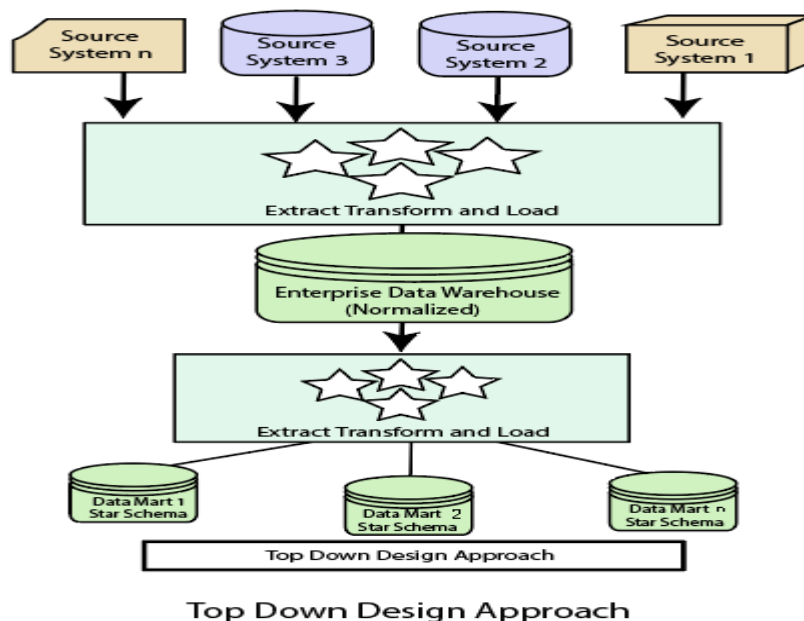 Source
System n
Source
System 3
Source
System 2
Source
System 1
Extract Transform and Load
Enterprise Data Warehouse
(Normalized)
Extract Transform and Load
Data Mart 1
Star Schema
Data Mart 2
Star Schema
Data Mart n
Star Schema
Top Down Design Approach
Top Down Design Approach